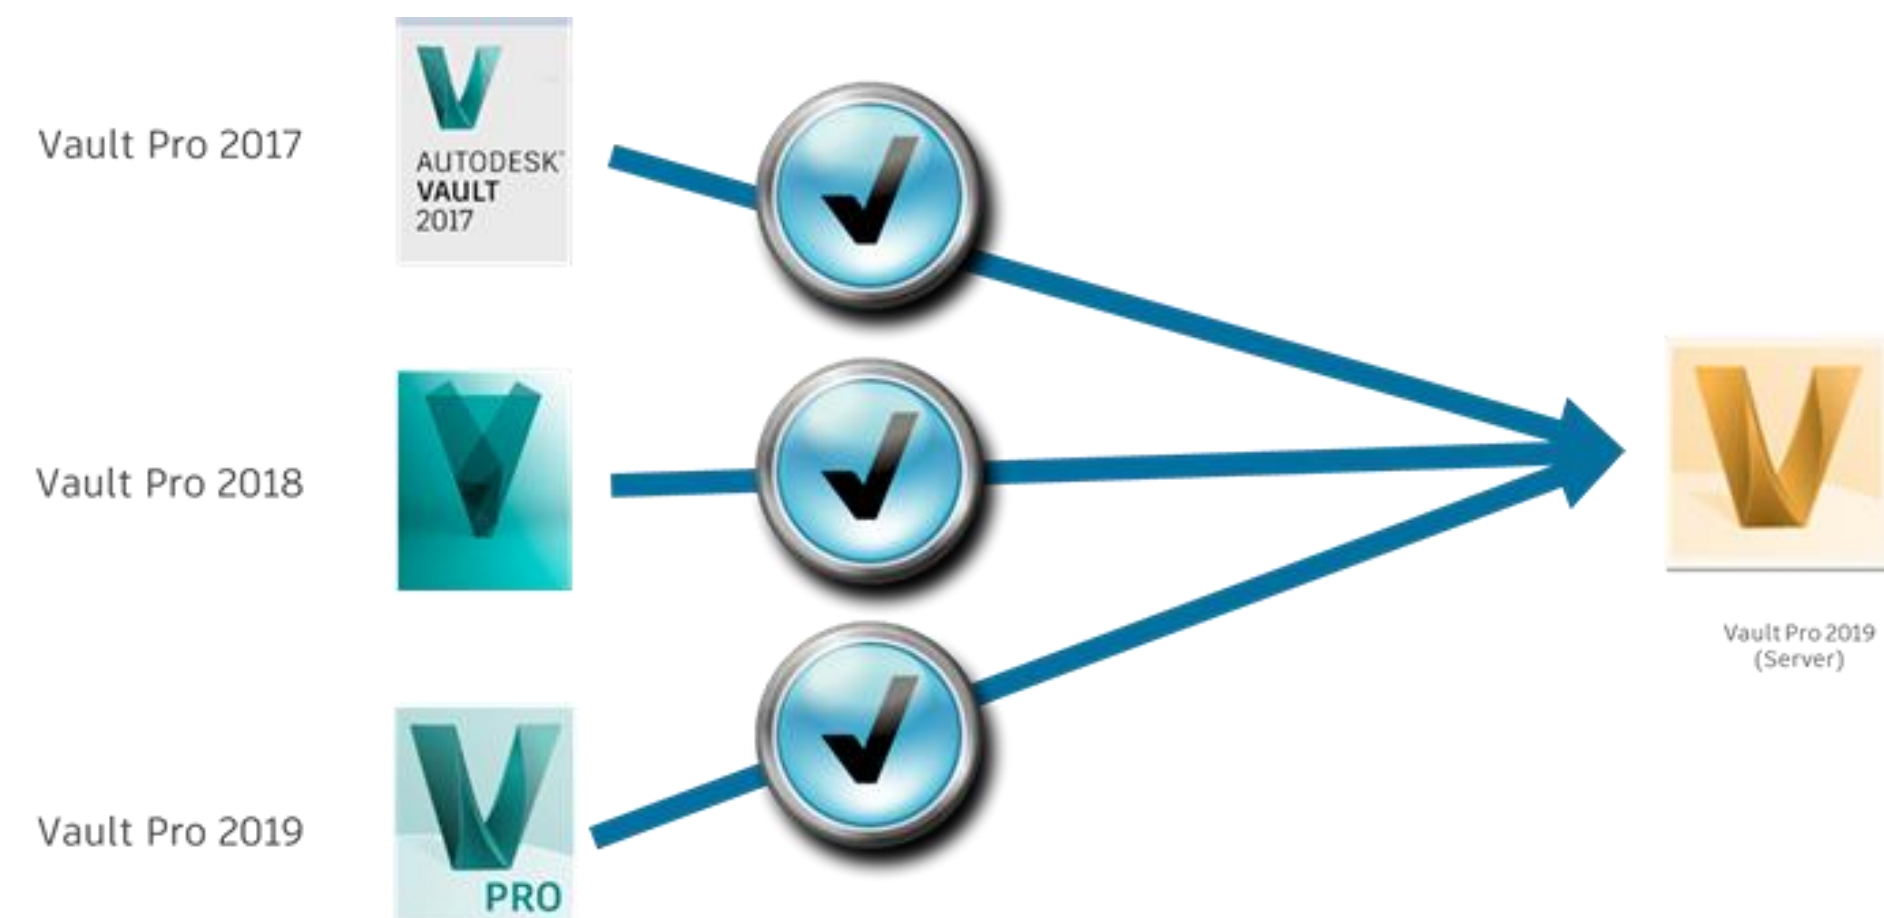 Vault Pro 2017
AUTODESK
VAULT
2017
Vault Pro 2018
Vault Pro 2019
PRO
Vault Pro 2019
(Server)